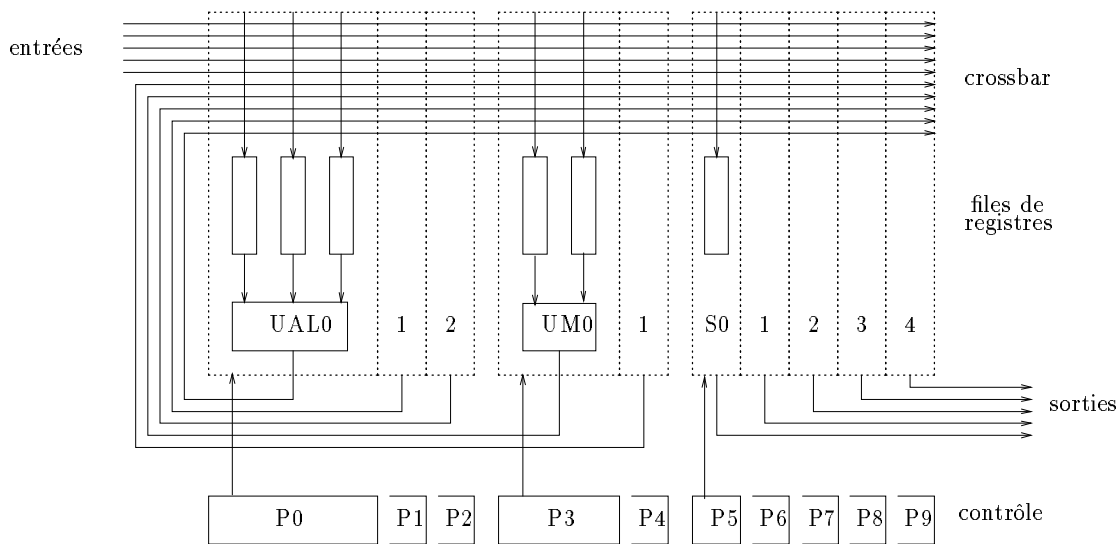 entrées
crossbar
files de
registres
UAL0 1 2 UM0 1 S0 1 2 3 4
sorties
P0 P1 P2 P3 P4 P5 P6 P7 P8 P9 contrôle